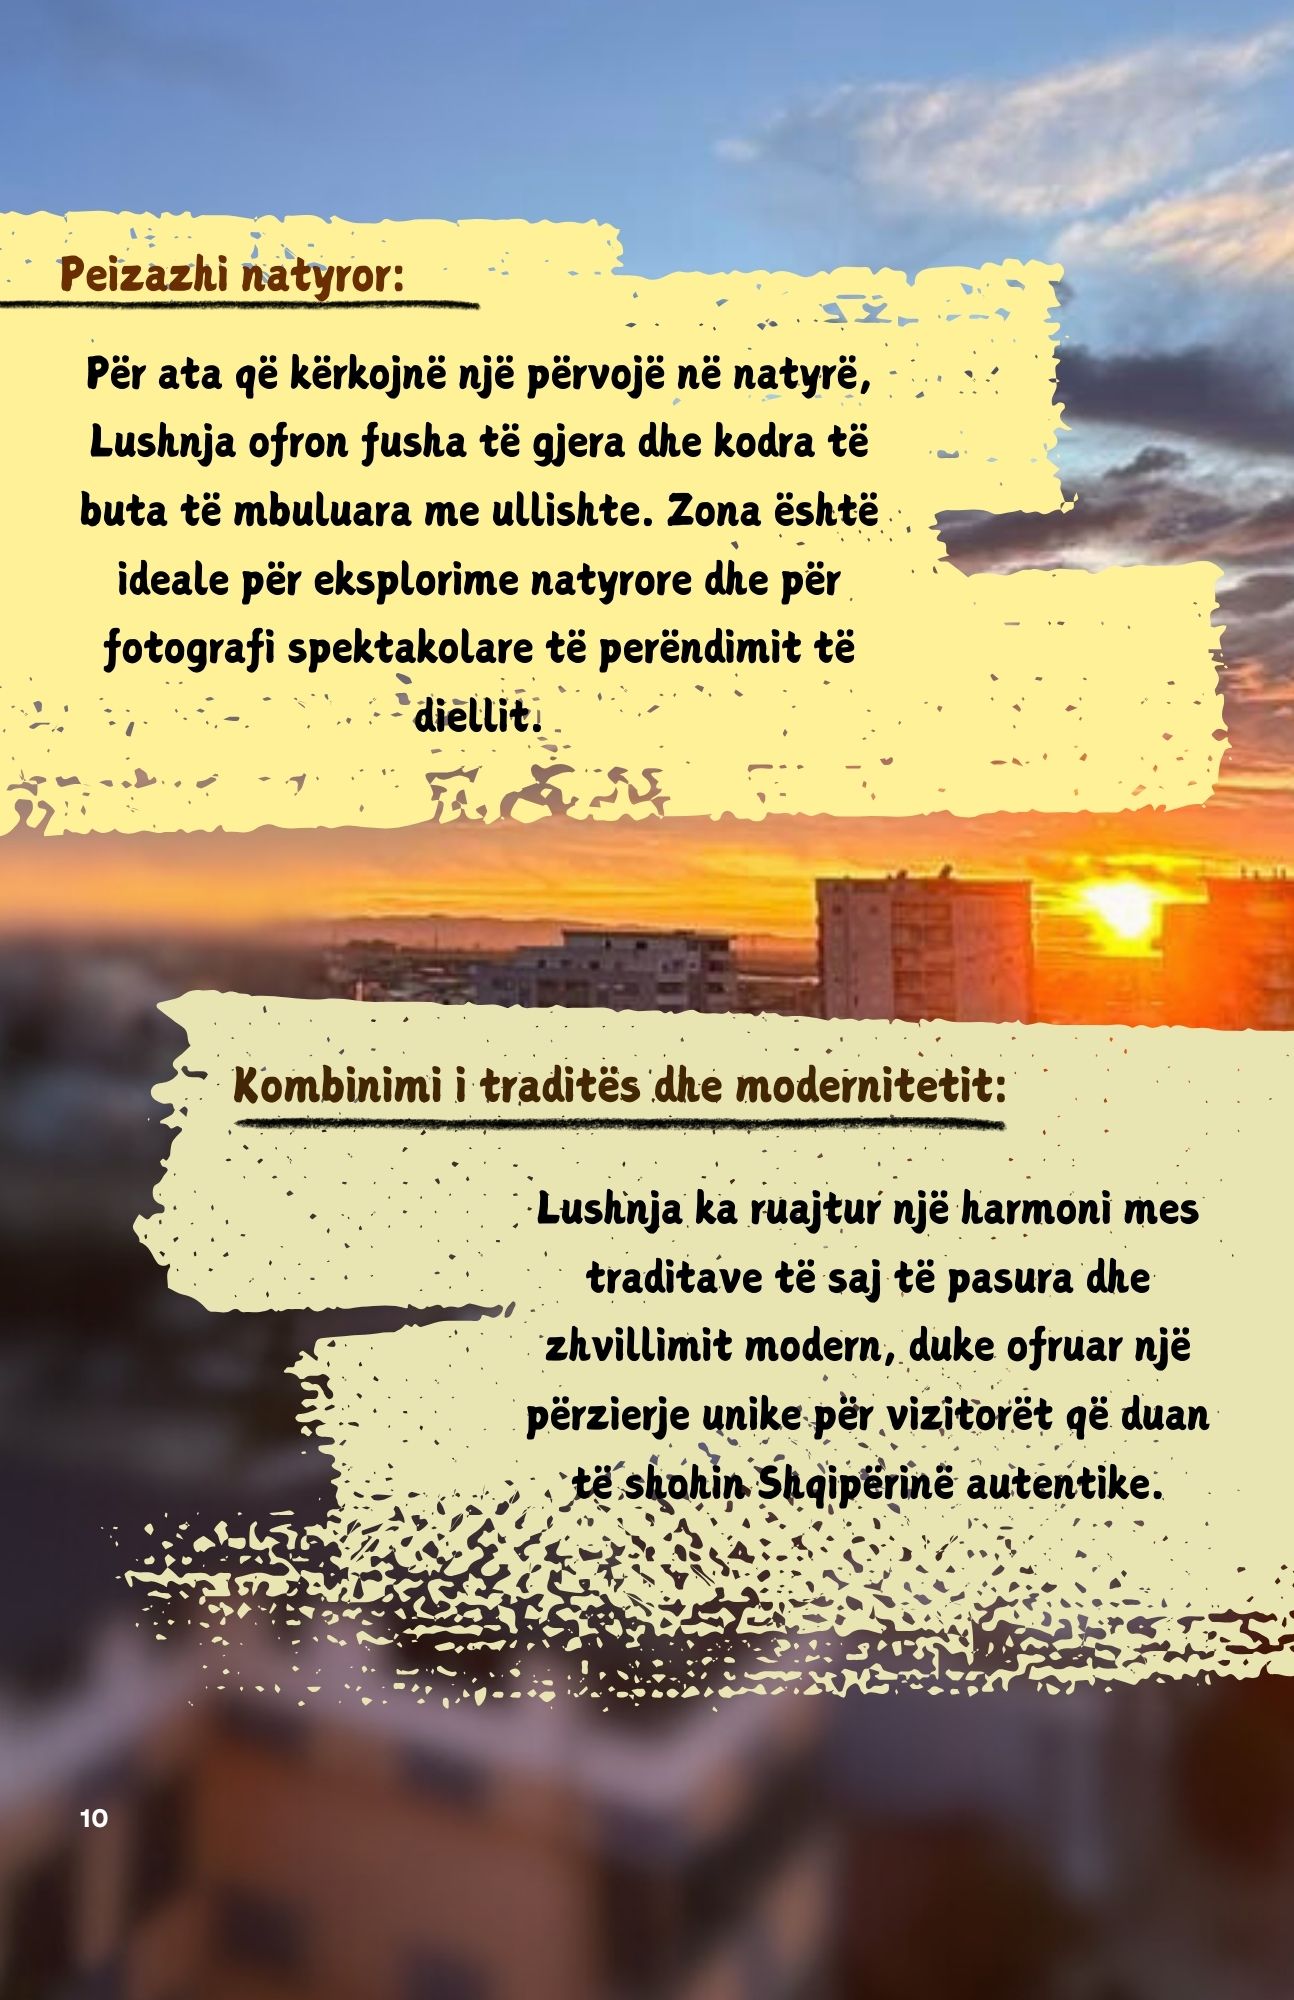 Peizazhi natyror:
Për ata që kërkojnë një përvojë në natyrë,
Lushnja ofron fusha të gjera dhe kodra të
buta të mbuluara me ullishte. Zona është
ideale për eksplorime natyrore dhe për
fotografi spektakolare të perëndimit të
diellit.
Kombinimi i traditës dhe modernitetit:
Lushnja ka ruajtur një harmoni mes
traditave të saj të pasura dhe
zhvillimit modern, duke ofruar një
përzierje unike për vizitorët që duan
të shohin Shqipërinë autentike.
10